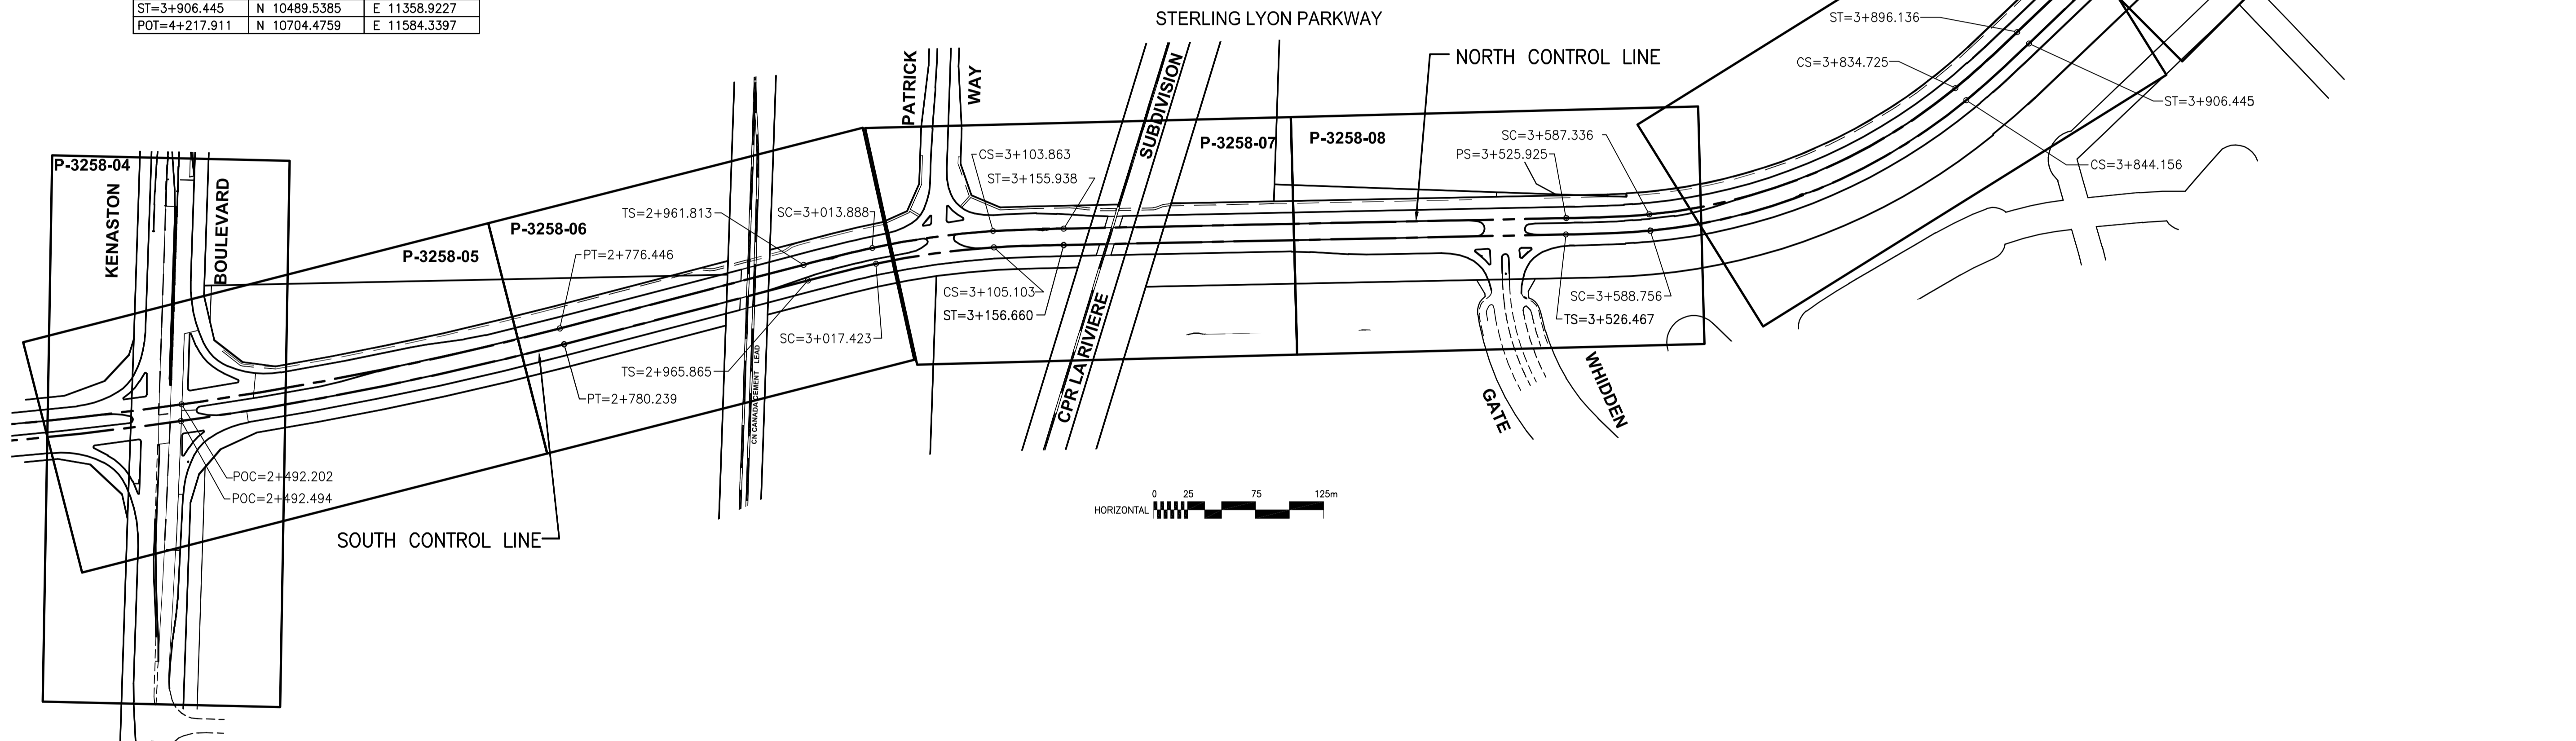 ST=3+906.445 N 10489.5385 E 11358.9227
POT=4+217.911 N 10704.4759 E 11584.3397
STERLING LYON PARKWAY
ST=3+896.136
NORTH CONTROL LINE
CS=3+834.725
PATRICK
WAY
SUBDIVISION
ST=3+906.445
SC=3+587.336
P-3258-07
P-3258-08
PS=3+525.925
CS=3+103.863
P-3258-04
CS=3+844.156
ST=3+155.938
KENASTON
BOULEVARD
TS=2+961.813
SC=3+013.888
P-3258-06
P-3258-05
PT=2+776.446
CS=3+105.103
SC=3+588.756
ST=3+156.660
TS=3+526.467
SC=3+017.423
CPR LARIVIERE
TS=2+965.865
CN CANADA CEMENT LEAD
PT=2+780.239
GATE
WHIDDEN
POC=2+492.202
POC=2+492.494
0 25 75 125m
HORIZONTAL
SOUTH CONTROL LINE